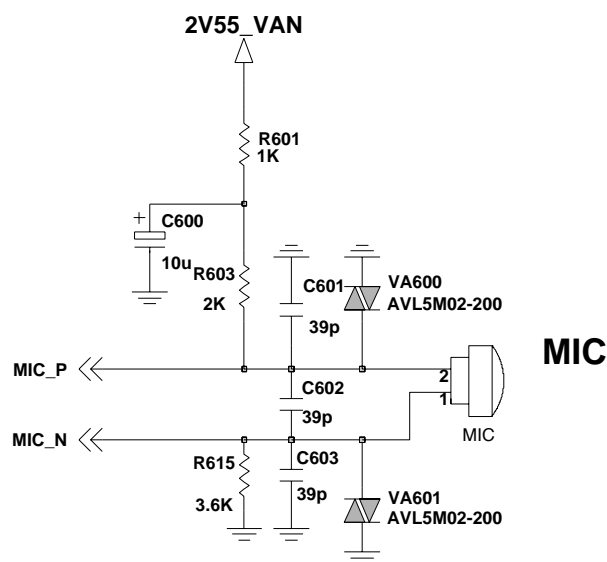 2V55_VAN
R601
1K
+
C600
10u
R603
2K
C601
39p
VA600
AVL5M02-200
MIC
MIC_P
2
C602
39p
1
MIC
MIC_N
R615
3.6K
C603
39p
VA601
AVL5M02-200